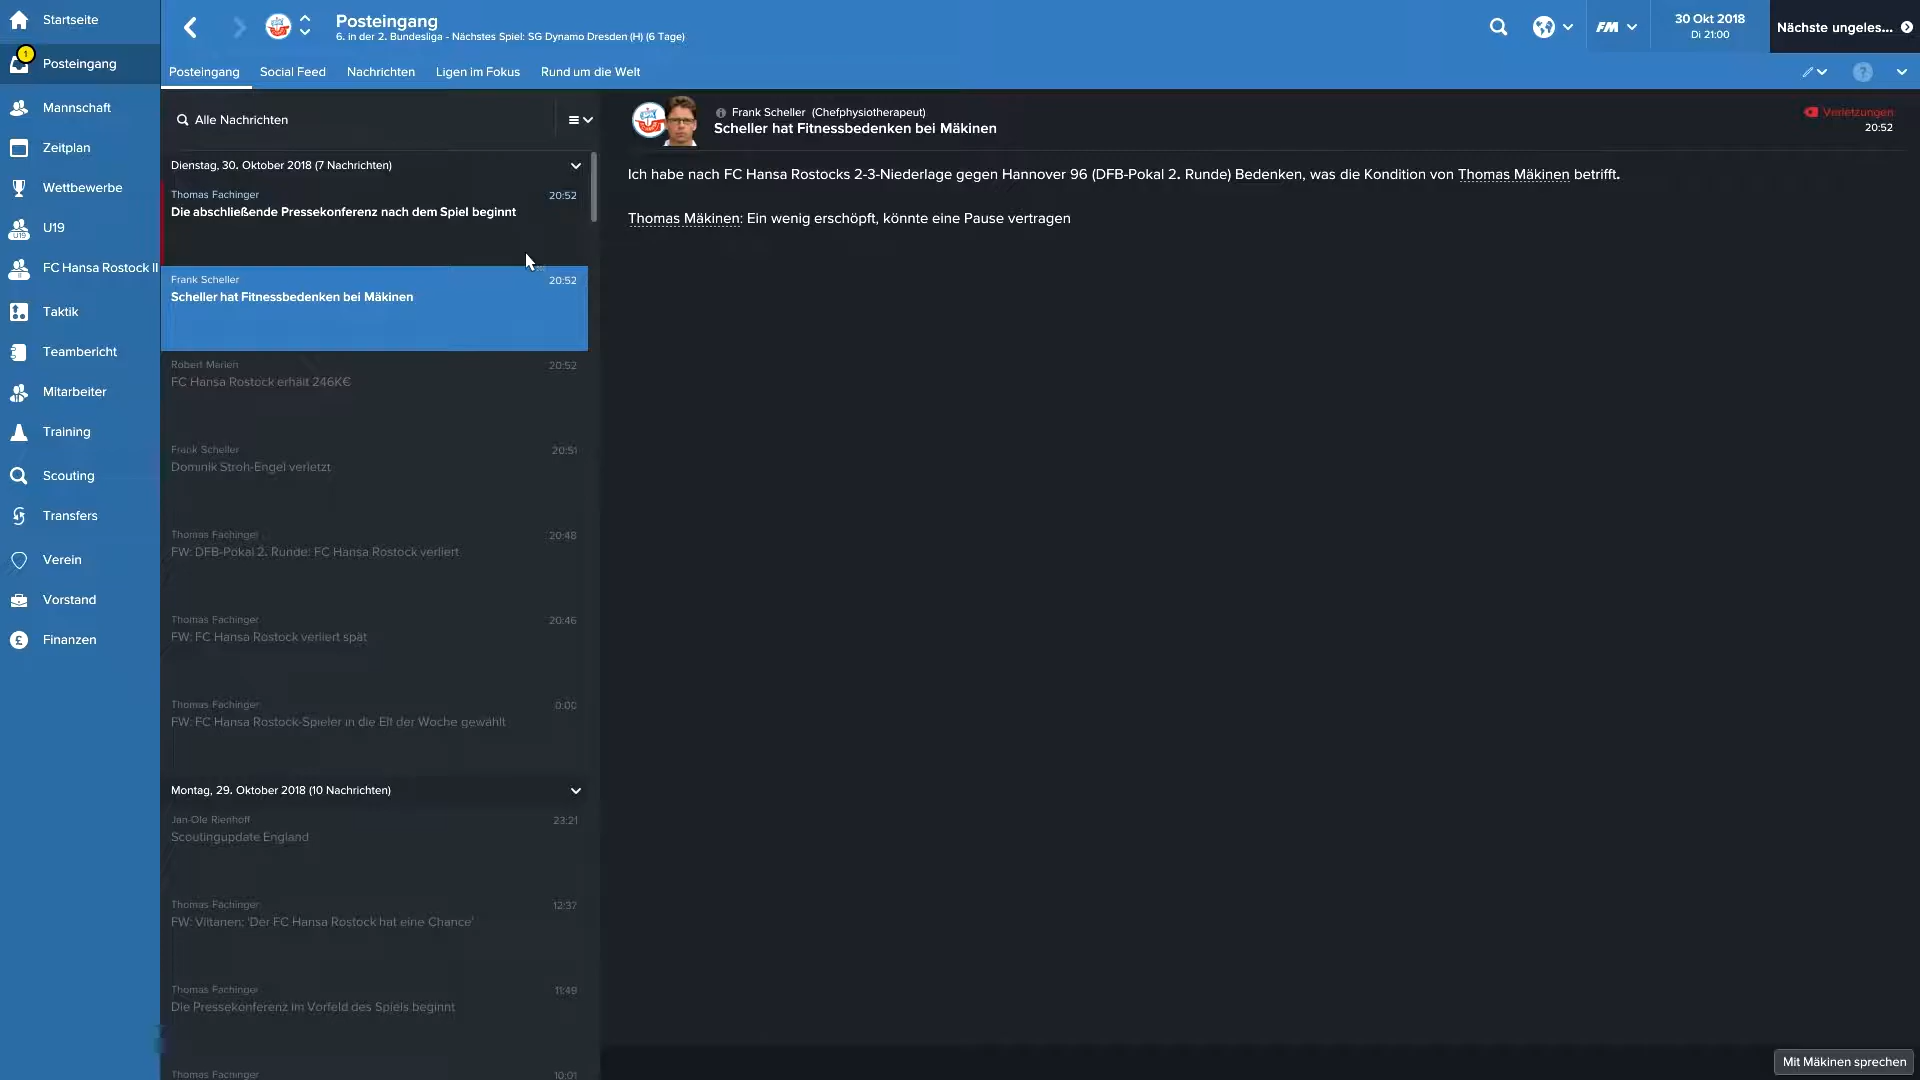 Startseite
1
Posteingang
Mannschaft
Zeitplan
Wettbewerbe
U19
U19
FC Hansa Rostock II
II
Taktik
Teambericht
Mitarbeiter
Training
Scouting
Transfers
Verein
Vorstand
£
Finanzen
Posteingang
6. in der 2. Bundesliga - Nächstes Spiel: SG Dynamo Dresden (H) (6 Tage)
FM
30 Okt 2018
Di 21:00
Nächste ungeles...
Posteingang
Social Feed
Nachrichten
Ligen im Fokus
Rund um die Welt
?
Alle Nachrichten
Dienstag, 30. Oktober 2018 (7 Nachrichten)
Thomas Fachinger
20:52
Die abschließende Pressekonferenz nach dem Spiel beginnt
Frank Scheller
20:52
Scheller hat Fitnessbedenken bei Mäkinen
Robert Marien
20:52
FC Hansa Rostock erhält 246K€
Frank Scheller
20:51
Dominik Stroh-Engel verletzt
Thomas Fachinger
20:48
FW: DFB-Pokal 2. Runde: FC Hansa Rostock verliert
Thomas Fachinger
20:46
FW: FC Hansa Rostock verliert spät
Thomas Fachinger
0:00
FW: FC Hansa Rostock-Spieler in die Elf der Woche gewählt
Montag, 29. Oktober 2018 (10 Nachrichten)
Jan-Ole Rienhoff
23:21
Scoutingupdate England
Thomas Fachinger
12:37
FW: Viitanen: 'Der FC Hansa Rostock hat eine Chance'
Thomas Fachinger
11:49
Die Pressekonferenz im Vorfeld des Spiels beginnt
Thomas Fachinger
10:01
Frank Scheller (Chefphysiotherapeut)
Scheller hat Fitnessbedenken bei Mäkinen
Verletzungen
20:52
Ich habe nach FC Hansa Rostocks 2-3-Niederlage gegen Hannover 96 (DFB-Pokal 2. Runde) Bedenken, was die Kondition von Thomas Mäkinen betrifft.
Thomas Mäkinen: Ein wenig erschöpft, könnte eine Pause vertragen
Mit Mäkinen sprechen